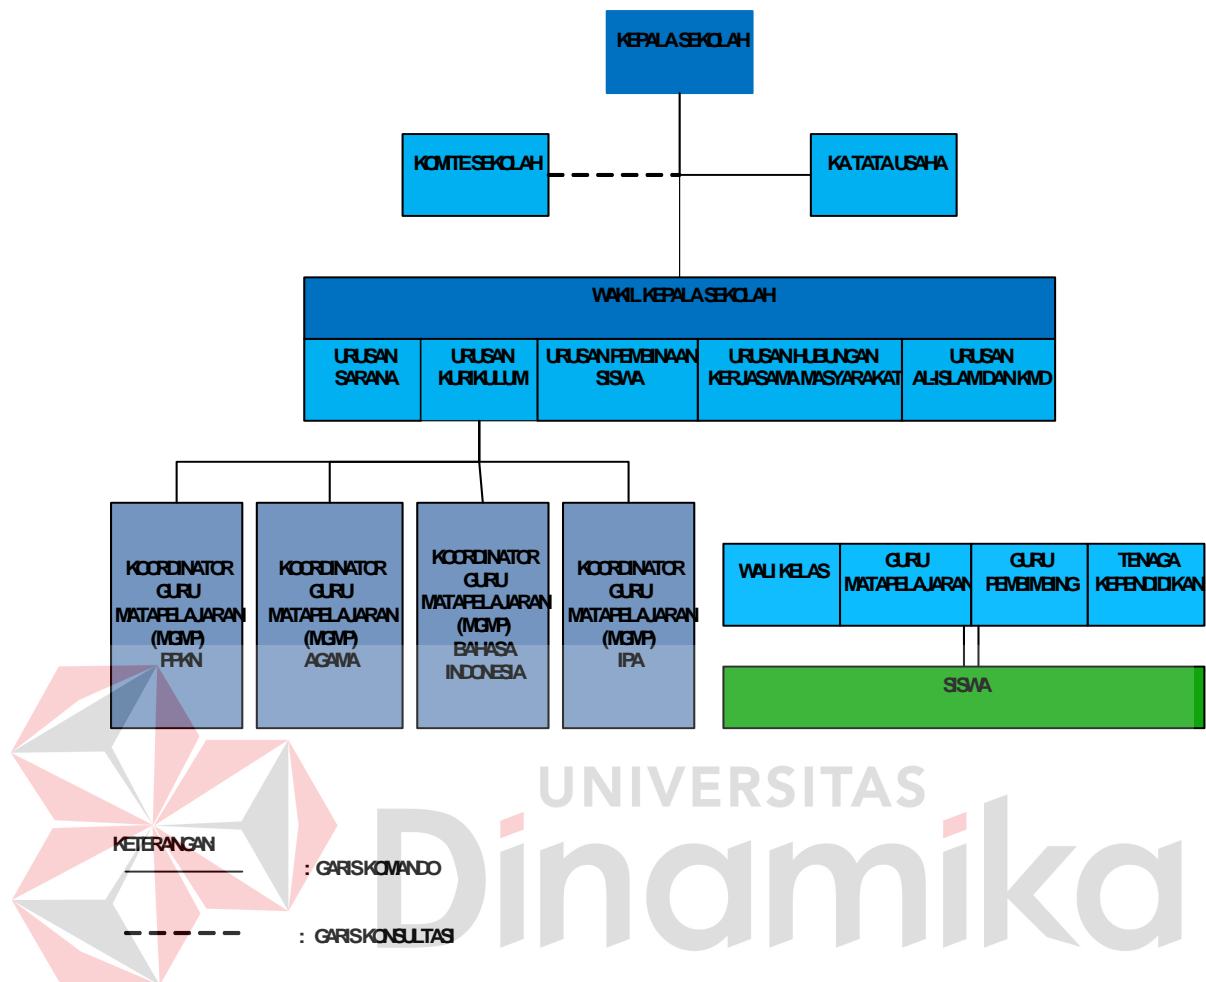 KEPALA SEKOLAH
KOMITE SEKOLAH
KA TATA USAHA
WAKIL KEPALA SEKOLAH
URUSAN
SARANA
URUSAN
KURIKULUM
URUSAN PEMBINAAN
SISWA
URUSAN HUBUNGAN
KERJASAMA MASYARAKAT
URUSAN
AL-ISLAM DAN KMD
KOORDINATOR
GURU
MATAPELAJARAN
(MGMP)
PPKN
KOORDINATOR
GURU
MATAPELAJARAN
(MGMP)
AGAMA
KOORDINATOR
GURU
MATAPELAJARAN
(MGMP)
BAHASA
INDONESIA
KOORDINATOR
GURU
MATAPELAJARAN
(MGMP)
IPA
WALI KELAS
GURU
MATAPELAJARAN
GURU
PEMBIMBING
TENAGA
KEPENDIDIKAN
SISWA
UNIVERSITAS
Dinamika
KETERANGAN
: GARIS KOMANDO
: GARIS KONSULTASI